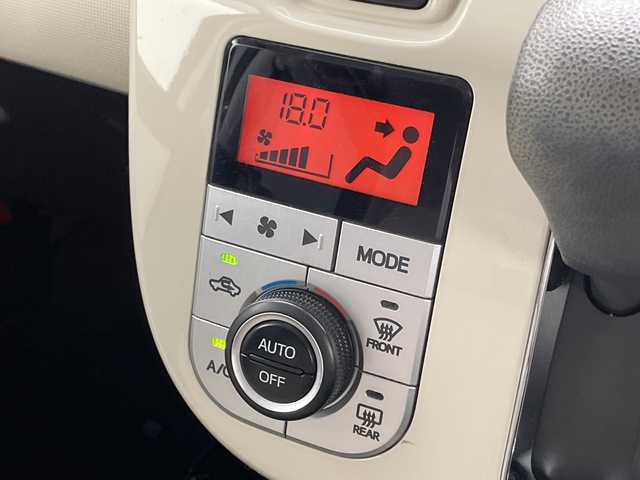 18.0
MODE
FRONT
AUTO
OFF
A/C
REAR